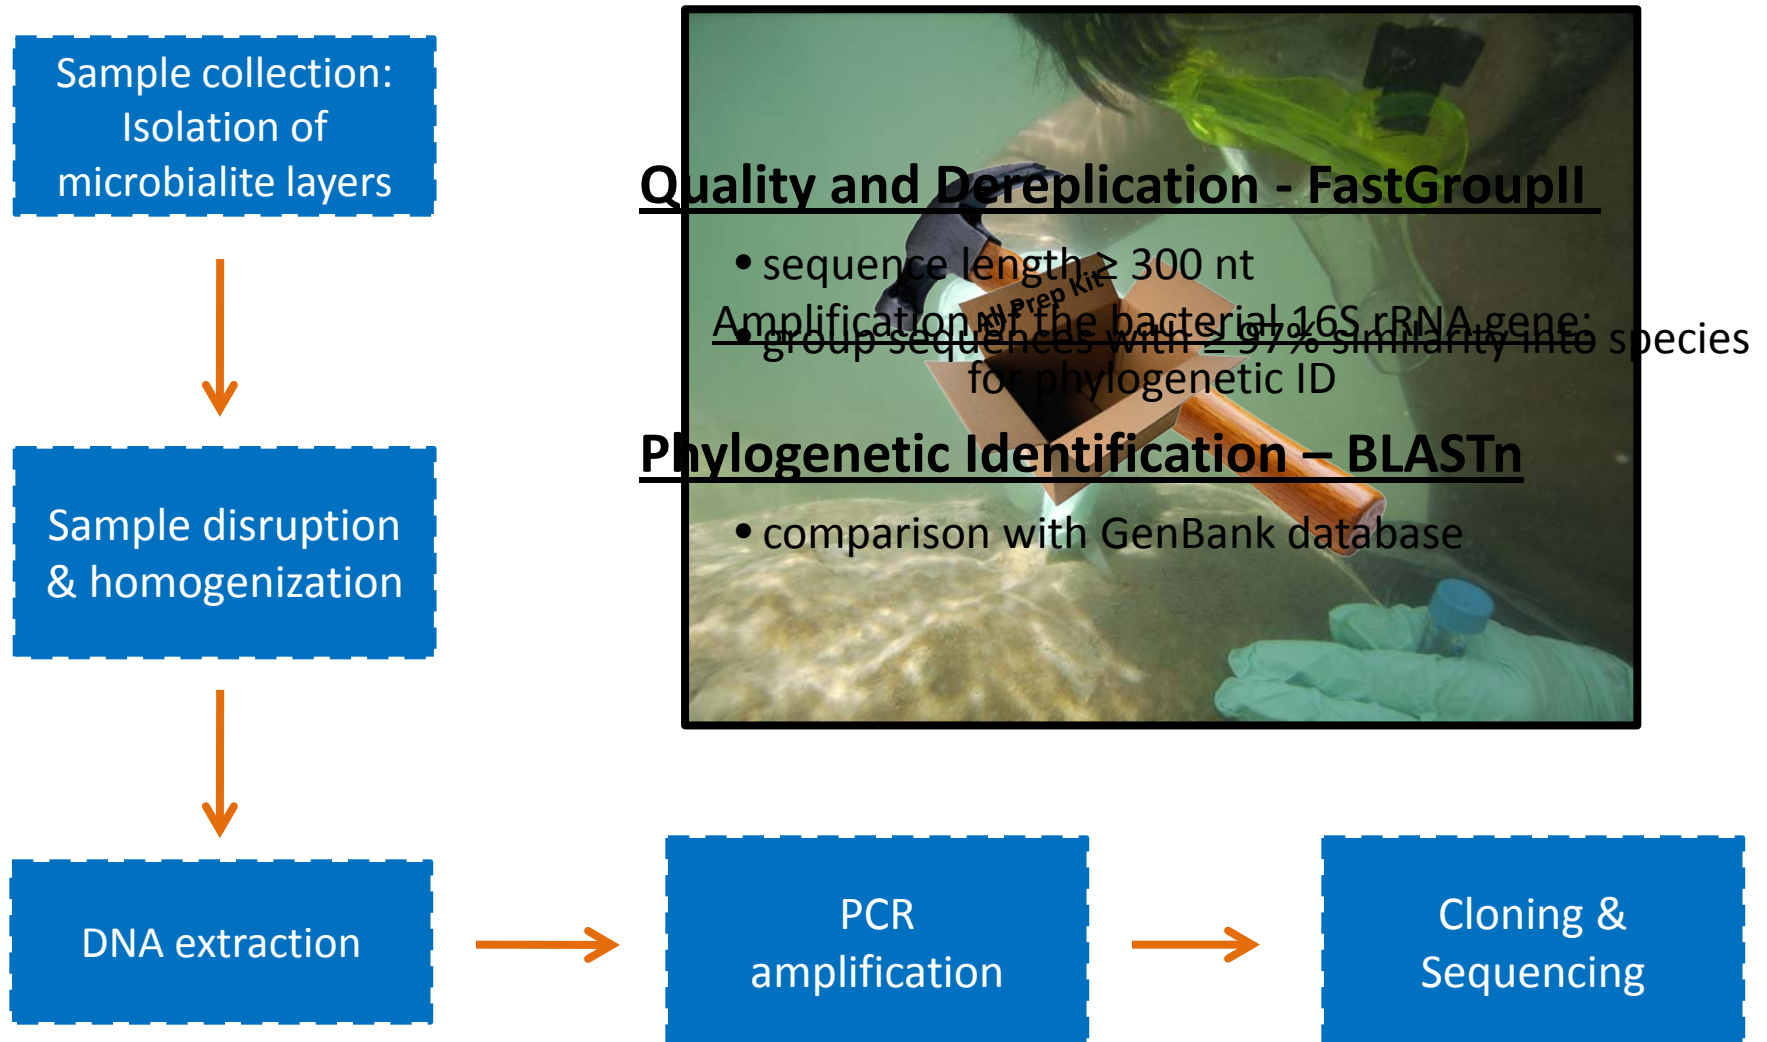 Sample collection:
Isolation of
microbialite layers
Sample disruption
& homogenization
DNA extraction
PCR
amplification
Cloning &
Sequencing
Quality and Dereplication - FastGroupII
• sequence length ≥ 300 nt
• group sequences with ≥ 97% similarity into species
Amplification of the bacterial 16S rRNA gene:
for phylogenetic ID
All Prep Kit
Phylogenetic Identification – BLASTn
• comparison with GenBank database